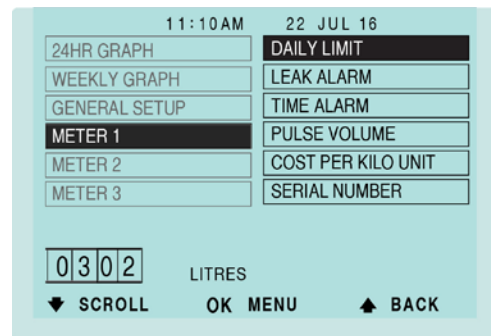 11:10AM 22 JUL 16
24HR GRAPH
WEEKLY GRAPH
GENERAL SETUP
METER 1
METER 2
METER 3
DAILY LIMIT
LEAK ALARM
TIME ALARM
PULSE VOLUME
COST PER KILO UNIT
SERIAL NUMBER
0302 LITRES
SCROLL OK MENU BACK